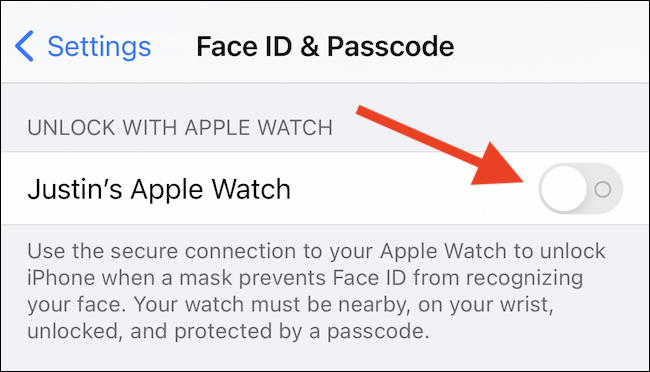 Settings
Face ID & Passcode
UNLOCK WITH APPLE WATCH
Justin’s Apple Watch
Use the secure connection to your Apple Watch to unlock
iPhone when a mask prevents Face ID from recognizing
your face. Your watch must be nearby, on your wrist,
unlocked, and protected by a passcode.